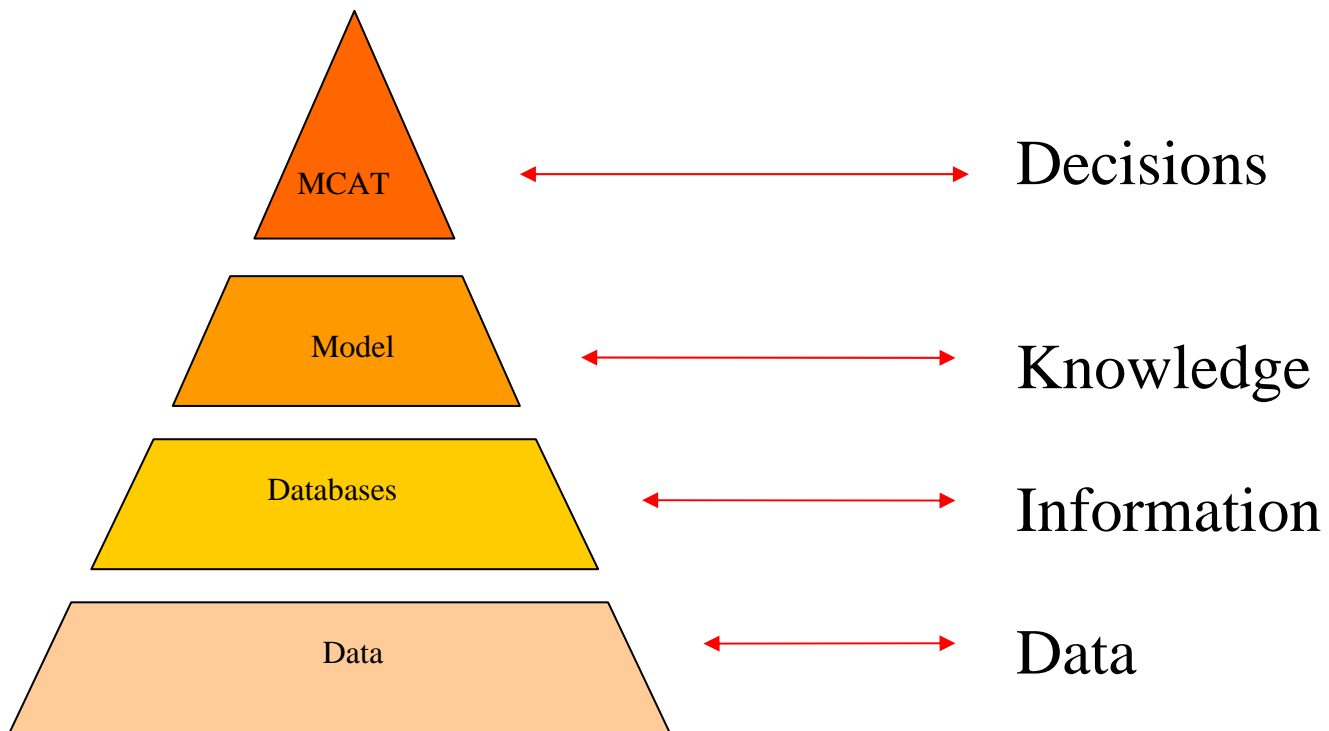 MCAT
Decisions
Model
Knowledge
Databases
Information
Data
Data